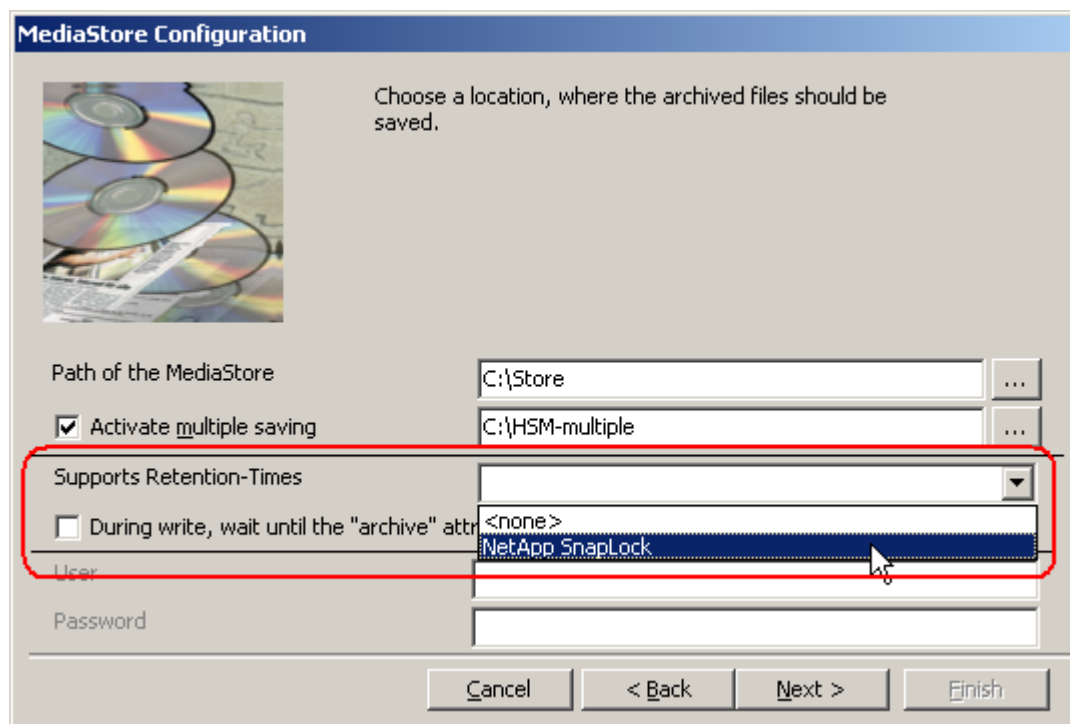 MediaStore Configuration
Choose a location, where the archived files should be
saved.
Path of the MediaStore
C:\Store
...
Activate multiple saving
C:\HSM-multiple
...
Supports Retention-Times
During write, wait until the "archive" attr
<none>
NetApp SnapLock
User
Password
Cancel
< Back
Next >
Finish